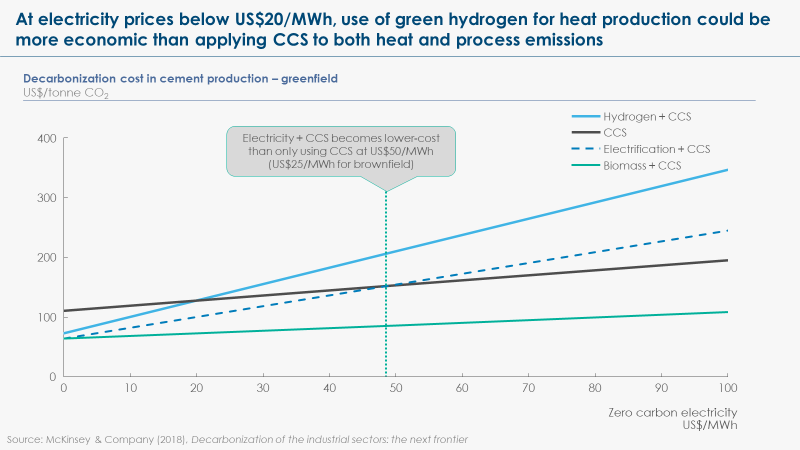 At electricity prices below US$20/MWh, use of green hydrogen for heat production could be
more economic than applying CCS to both heat and process emissions
Decarbonization cost in cement production – greenfield
US$/tonne CO₂
Hydrogen + CCS
CCS
Electrification + CCS
Biomass + CCS
Electricity + CCS becomes lower-cost
than only using CCS at US$50/MWh
(US$25/MWh for brownfield)
400
300
200
100
0
0 10 20 30 40 50 60 70 80 90 100
Zero carbon electricity
US$/MWh
Source: McKinsey & Company (2018), Decarbonization of the industrial sectors: the next frontier